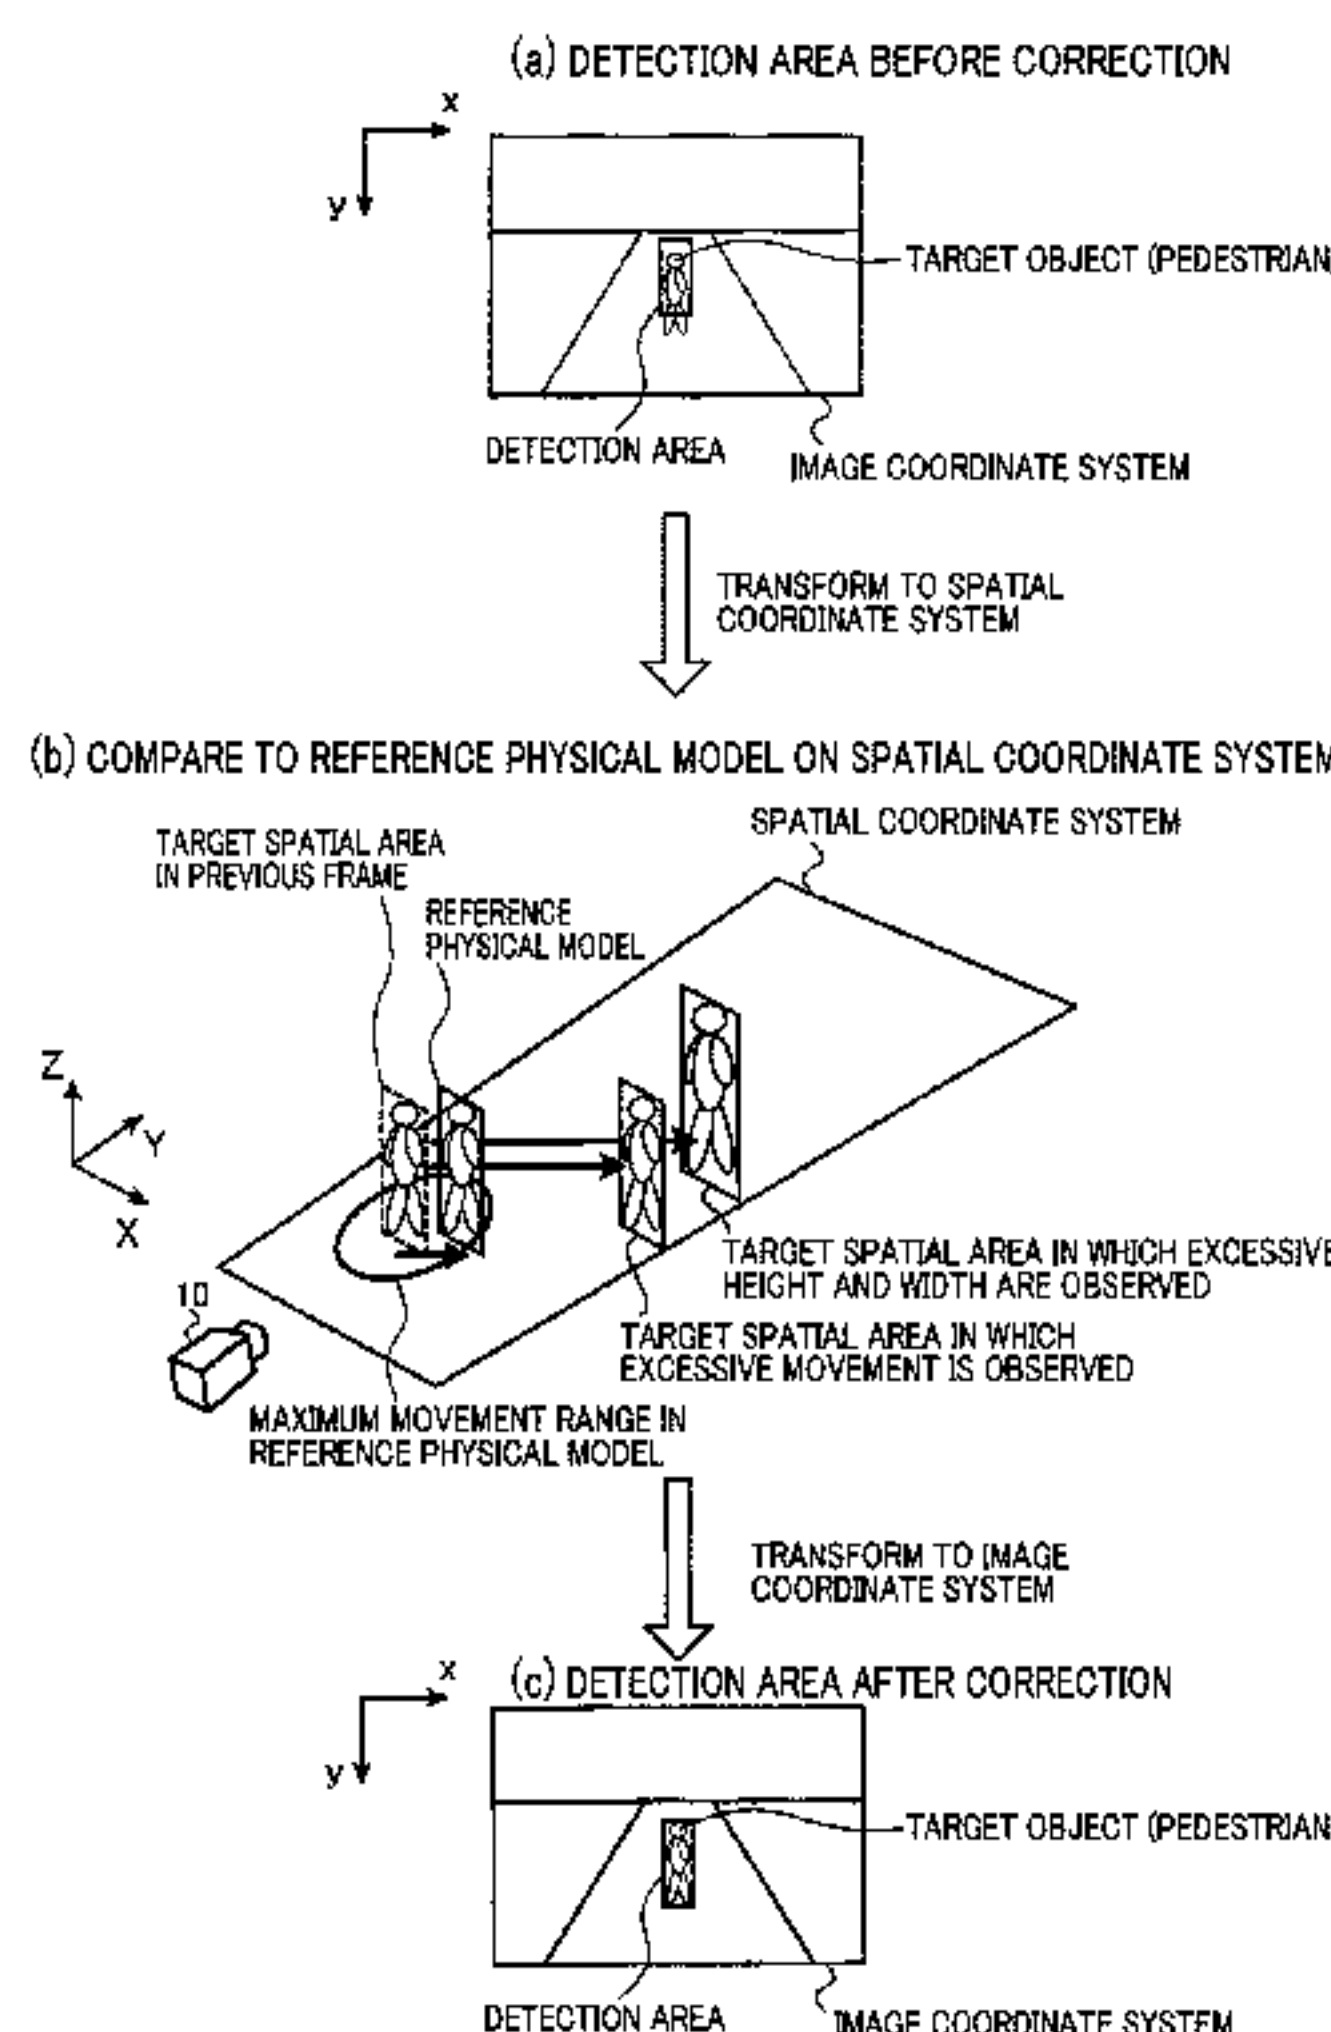 (a) DETECTION AREA BEFORE CORRECTION
x
y
TARGET OBJECT (PEDESTRIAN
DETECTION AREA
IMAGE COORDINATE SYSTEM
TRANSFORM TO SPATIAL
COORDINATE SYSTEM
(b) COMPARE TO REFERENCE PHYSICAL MODEL ON SPATIAL COORDINATE SYSTEM
SPATIAL COORDINATE SYSTEM
TARGET SPATIAL AREA
IN PREVIOUS FRAME
REFERENCE
PHYSICAL MODEL
Z
Y
X
TARGET SPATIAL AREA IN WHICH EXCESSIVE
HEIGHT AND WIDTH ARE OBSERVED
10
TARGET SPATIAL AREA IN WHICH
EXCESSIVE MOVEMENT IS OBSERVED
MAXIMUM MOVEMENT RANGE IN
REFERENCE PHYSICAL MODEL
TRANSFORM TO IMAGE
COORDINATE SYSTEM
(c) DETECTION AREA AFTER CORRECTION
x
y
TARGET OBJECT (PEDESTRIAN
DETECTION AREA
IMAGE COORDINATE SYSTEM